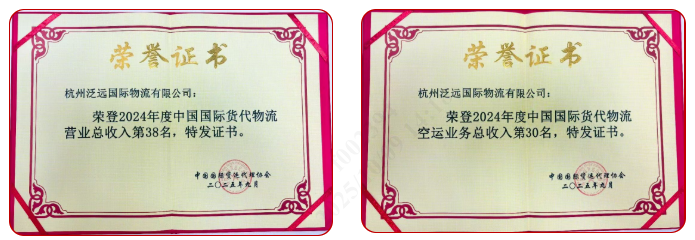 荣誉证书
杭州泛远国际物流有限公司：
荣登2024年度中国国际货代物流
营业总收入第38名，特发证书。
中国国际货运代理协会
二〇二五年九月
荣誉证书
杭州泛远国际物流有限公司：
荣登2024年度中国国际货代物流
空运业务总收入第30名，特发证书。
中国国际货运代理协会
二〇二五年九月